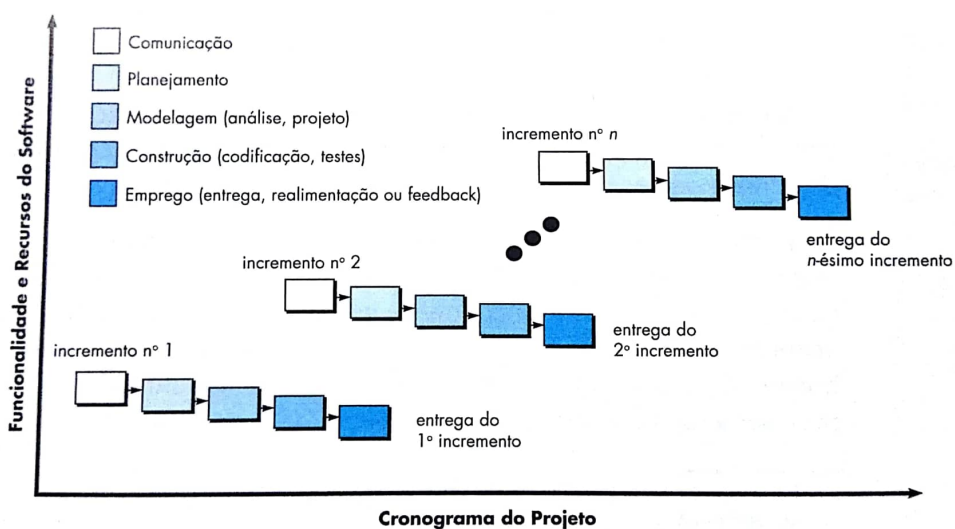 Funcionalidade e Recursos do Software
Comunicação
Planejamento
Modelagem (análise, projeto)
Construção (codificação, testes)
Emprego (entrega, realimentação ou feedback)
incremento nº n
entrega do
n-ésimo incremento
incremento nº 2
entrega do
2º incremento
incremento nº 1
entrega do
1º incremento
Cronograma do Projeto